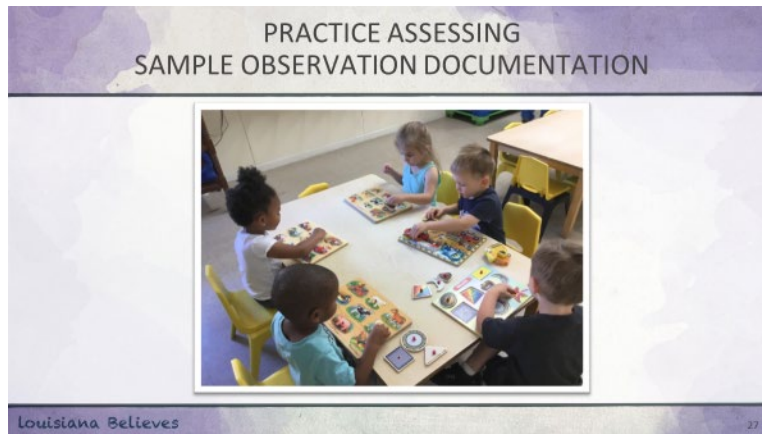 PRACTICE ASSESSING
SAMPLE OBSERVATION DOCUMENTATION
Louisiana Believes
27